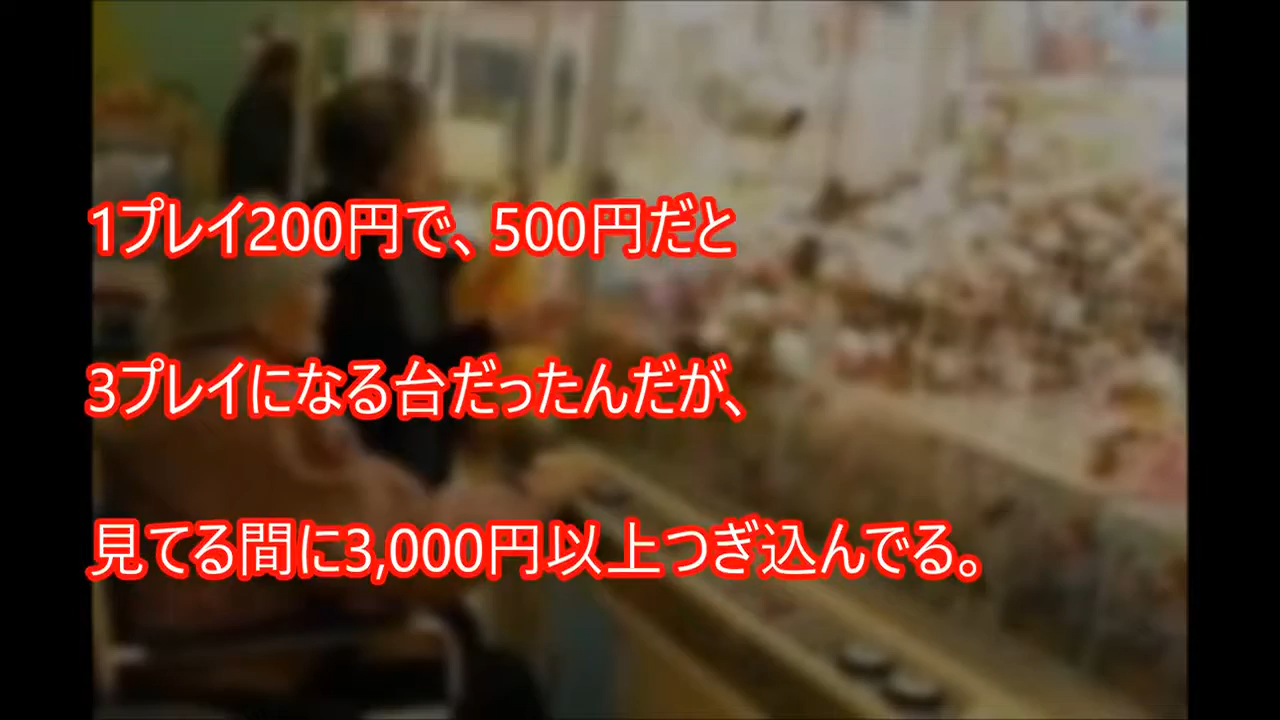 1プレイ200円で、500円だと
3プレイになる台だったんだが、
見てる間に3,000円以上つぎ込んでる。